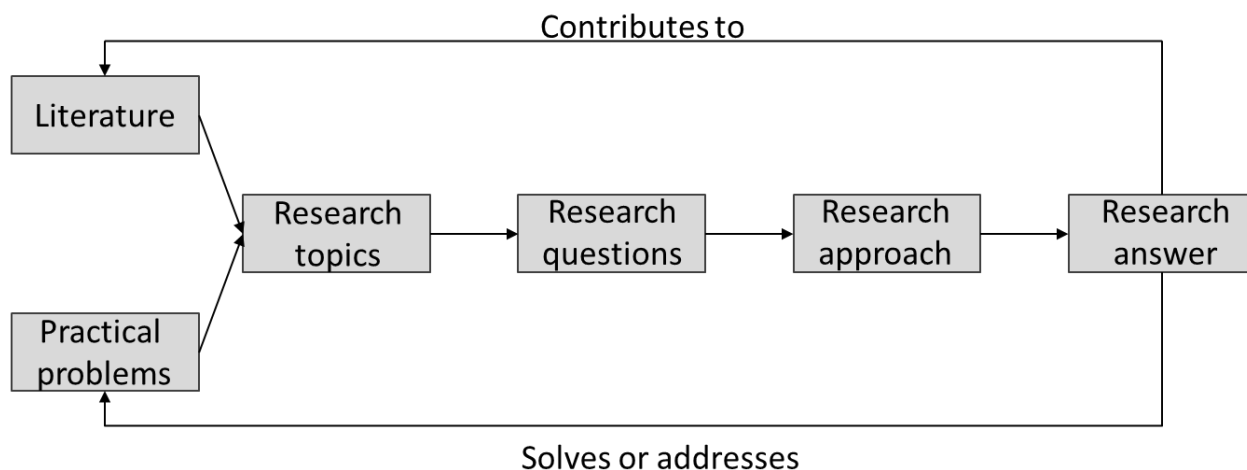 Contributes to
Literature
Research
topics
Research
questions
Research
approach
Research
answer
Practical
problems
Solves or addresses